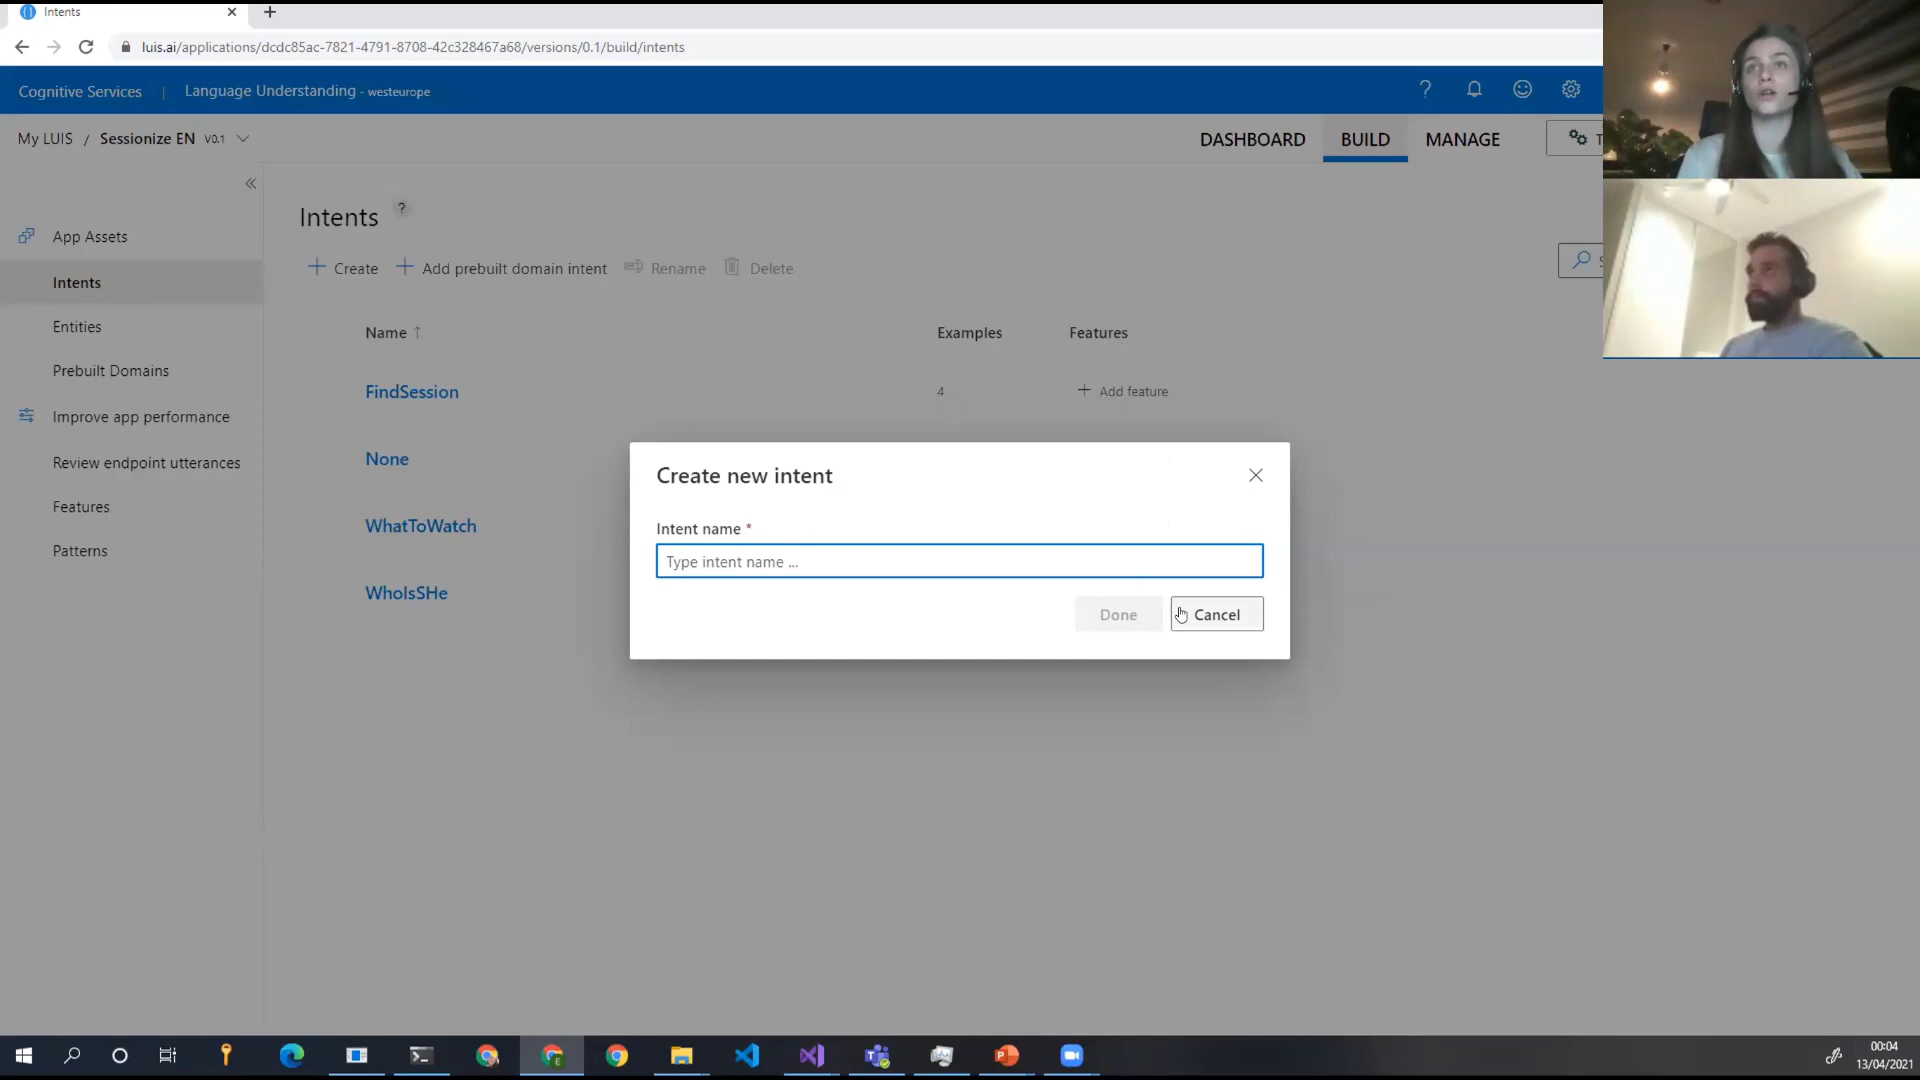 Intents
luis.ai/applications/dcdc85ac-7821-4791-8708-42c328467a68/versions/0.1/build/intents
Cognitive Services | Language Understanding - westeurope
My LUIS / Sessionize EN V0.1
DASHBOARD BUILD MANAGE T
Intents ?
App Assets
Create Add prebuilt domain intent Rename Delete
S
Intents
Entities
Prebuilt Domains
Improve app performance
Review endpoint utterances
Features
Patterns
Name ↑ Examples Features
FindSession 4 + Add feature
None
WhatToWatch
WhoIsSHe
Create new intent
Intent name *
Type intent name ...
Done Cancel
00:04
13/04/2021